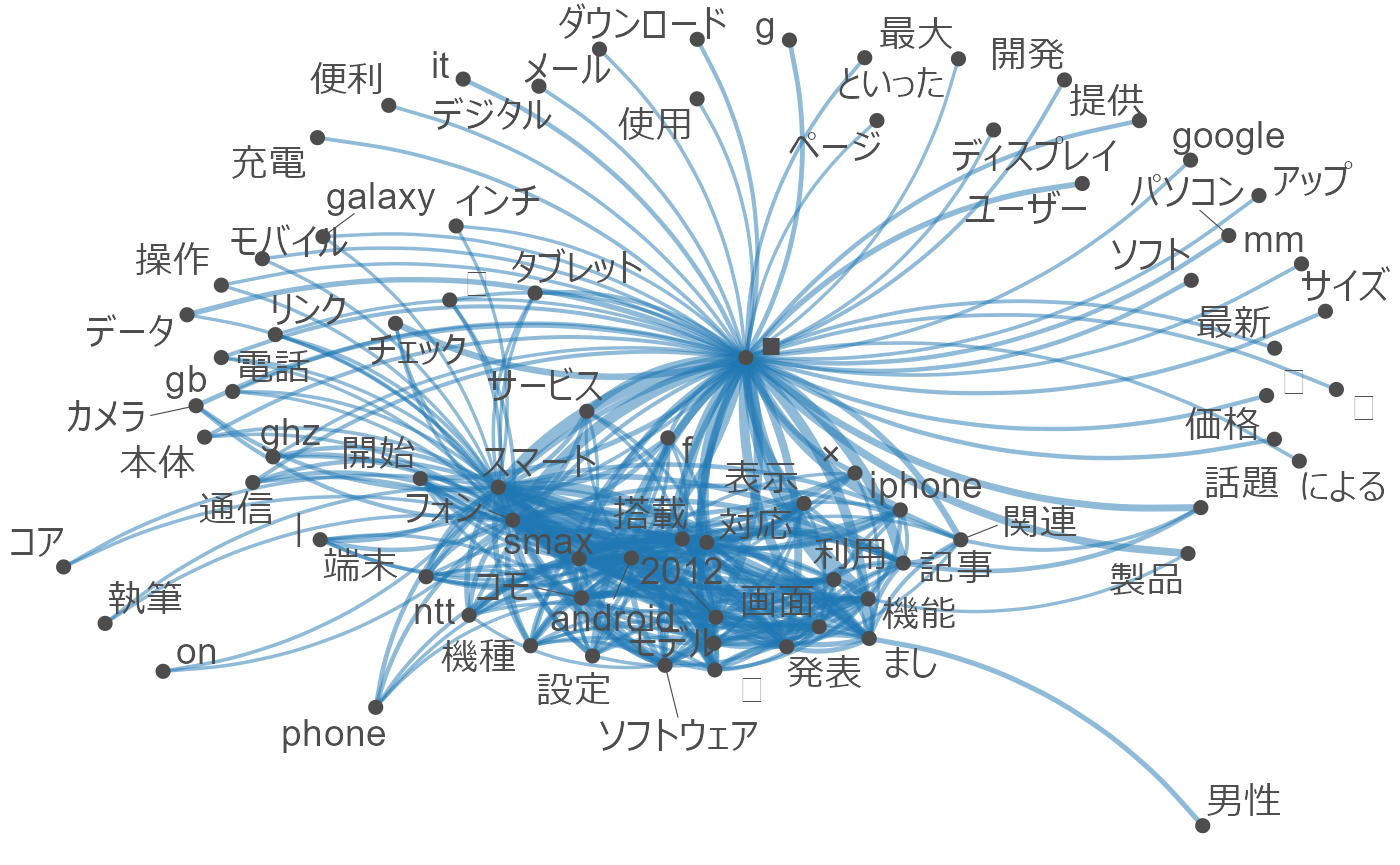 ダウンロード
g
最大
開発
it
メール
便利
デジタル
といった
提供
使用
ページ
充電
ディスプレイ
google
galaxy
インチ
ユーザー
パソコン
アップ
操作
モバイル
タブレット
ソフト
mm
サイズ
データ
リンク
チェック
■
最新
電話
gb
サービス
カメラ
価格
本体
ghz
開始
スマート
f
表示
×
iphone
話題
による
通信
フォン
搭載
対応
関連
コア
l
smax
端末
2012
利用
記事
製品
執筆
コモ
ntt
android
画面
機能
on
機種
モデル
発表
まし
設定
phone
ソフトウェア
男性